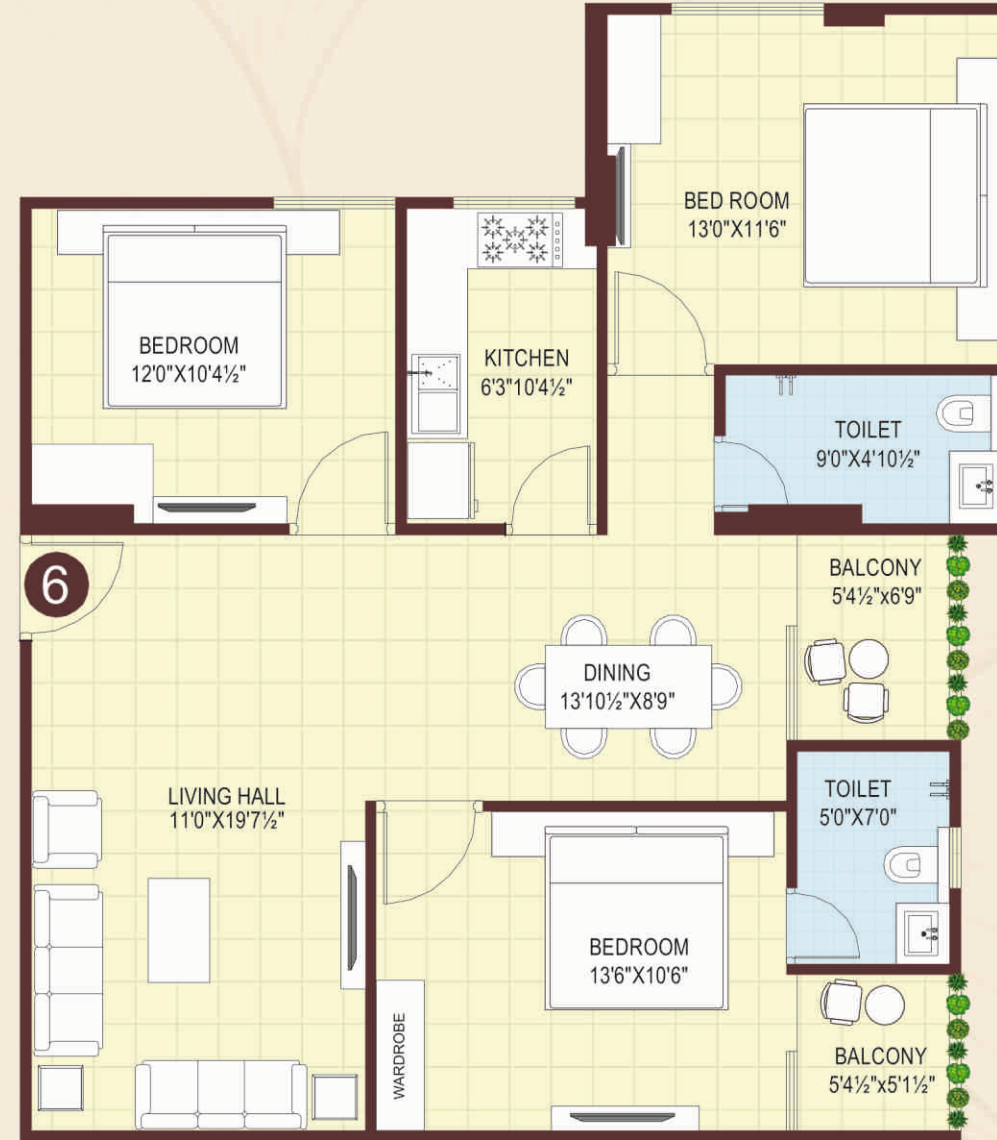 BED ROOM
13'0"X11'6"
BEDROOM
12'0"X10'4½"
KITCHEN
6'3"10'4½"
TOILET
9'0"X4'10½"
6
BALCONY
5'4½"x6'9"
DINING
13'10½"X8'9"
LIVING HALL
11'0"X19'7½"
TOILET
5'0"X7'0"
BEDROOM
13'6"X10'6"
WARDROBE
BALCONY
5'4½"x5'1½"